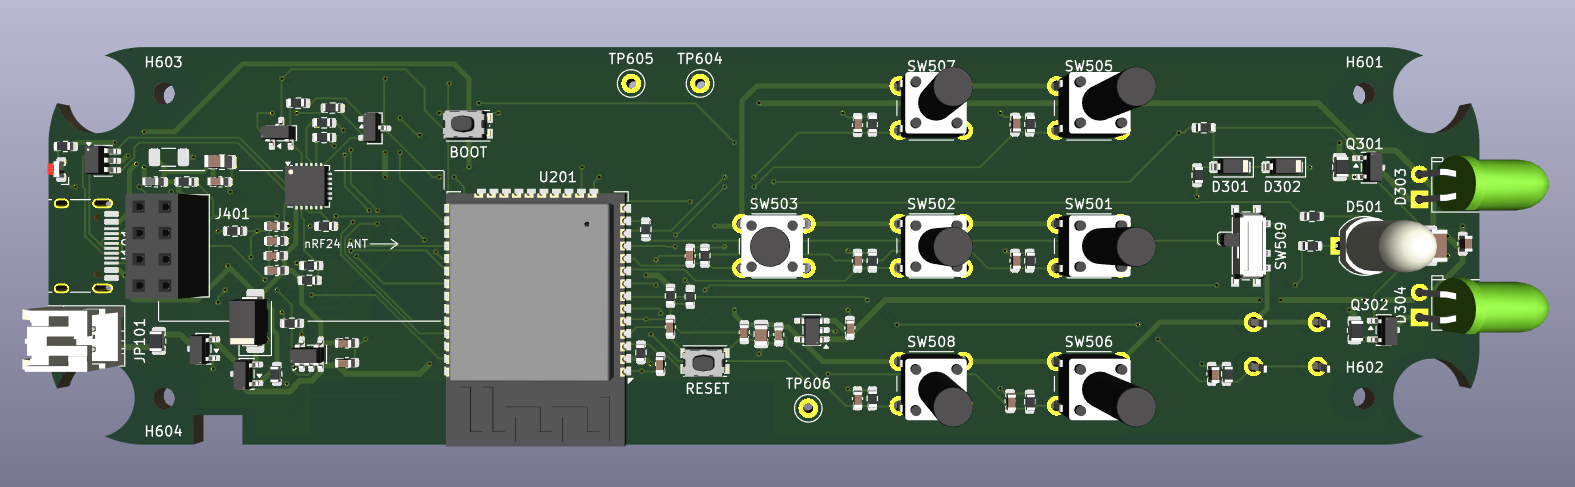 H603
TP605
TP604
SW507
SW505
H601
Q301
BOOT
U201
D301
D302
D303
J401
SW503
SW502
SW501
D501
nRF24 ANT
SW509
D304
Q302
JP101
SW508
SW506
H602
RESET
TP606
H604